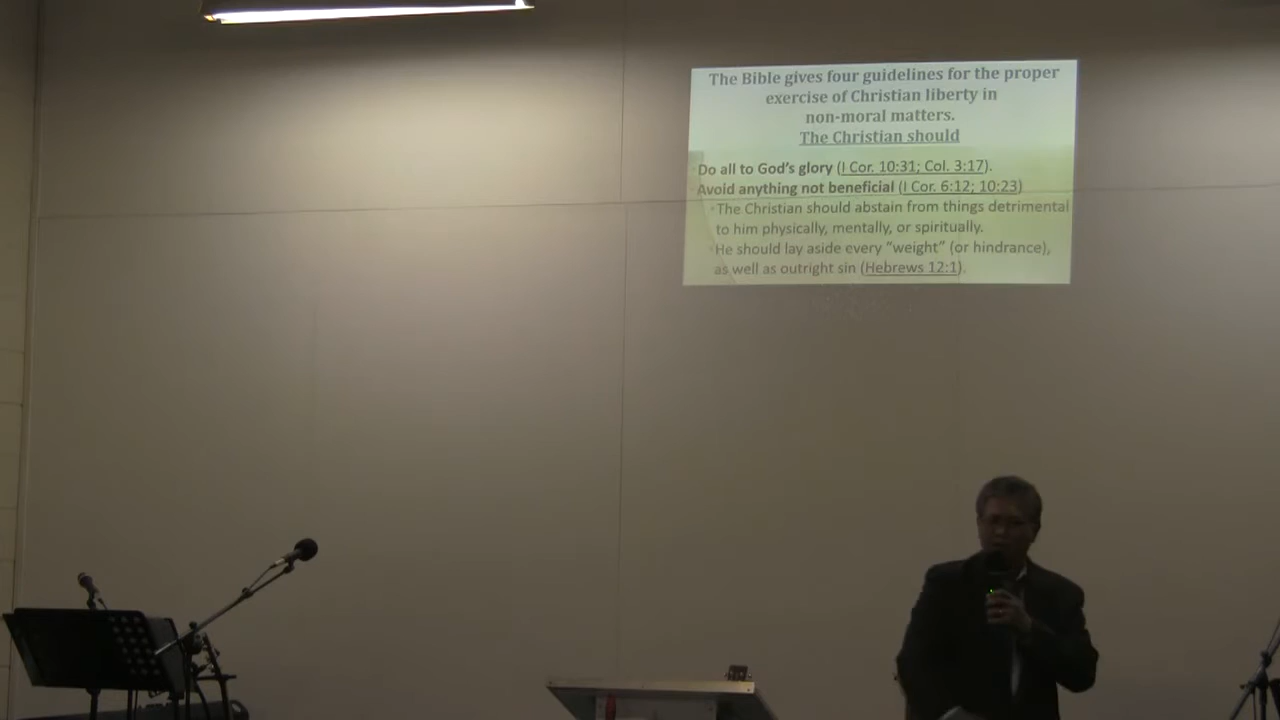 The Bible gives four guidelines for the proper
exercise of Christian liberty in
non-moral matters.
The Christian should
Do all to God's glory (I Cor. 10:31; Col. 3:17).
Avoid anything not beneficial (I Cor. 6:12; 10:23)
The Christian should abstain from things detrimental
to him physically, mentally, or spiritually.
He should lay aside every "weight" (or hindrance),
as well as outright sin (Hebrews 12:1).